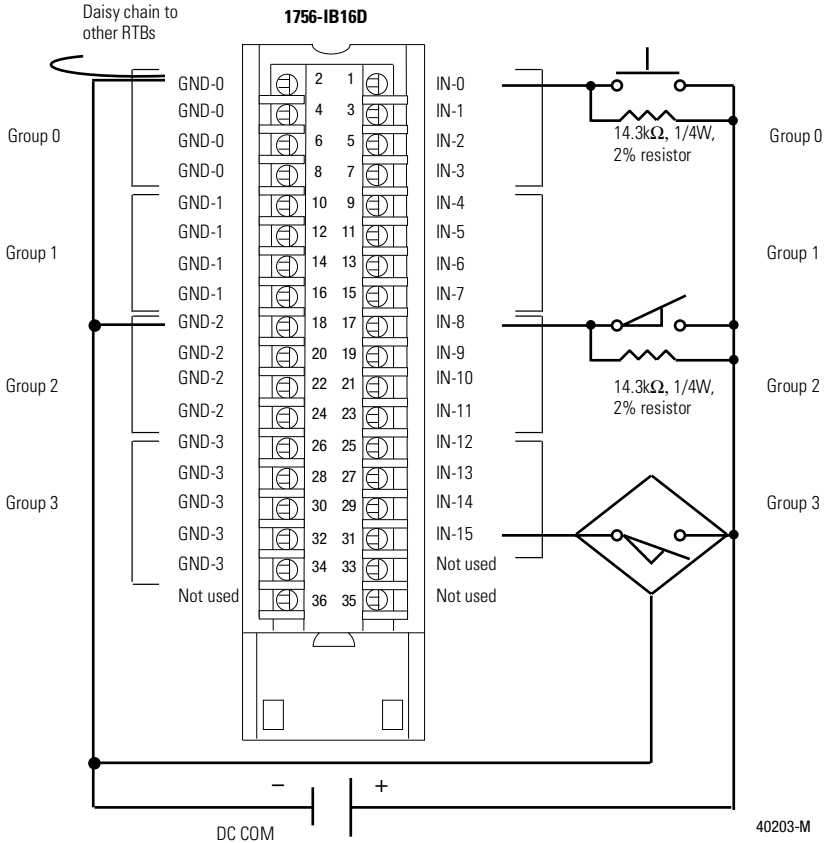 Daisy chain to
other RTBs
1756-IB16D
GND-0 2 1 IN-0
GND-0 4 3 IN-1
GND-0 6 5 IN-2
GND-0 8 7 IN-3
Group 0
Group 0
14.3kΩ, 1/4W,
2% resistor
GND-1 10 9 IN-4
GND-1 12 11 IN-5
GND-1 14 13 IN-6
GND-1 16 15 IN-7
Group 1
Group 1
GND-2 18 17 IN-8
GND-2 20 19 IN-9
GND-2 22 21 IN-10
GND-2 24 23 IN-11
Group 2
Group 2
14.3kΩ, 1/4W,
2% resistor
GND-3 26 25 IN-12
GND-3 28 27 IN-13
GND-3 30 29 IN-14
GND-3 32 31 IN-15
GND-3 34 33 Not used
Not used 36 35 Not used
Group 3
Group 3
– +
DC COM
40203-M